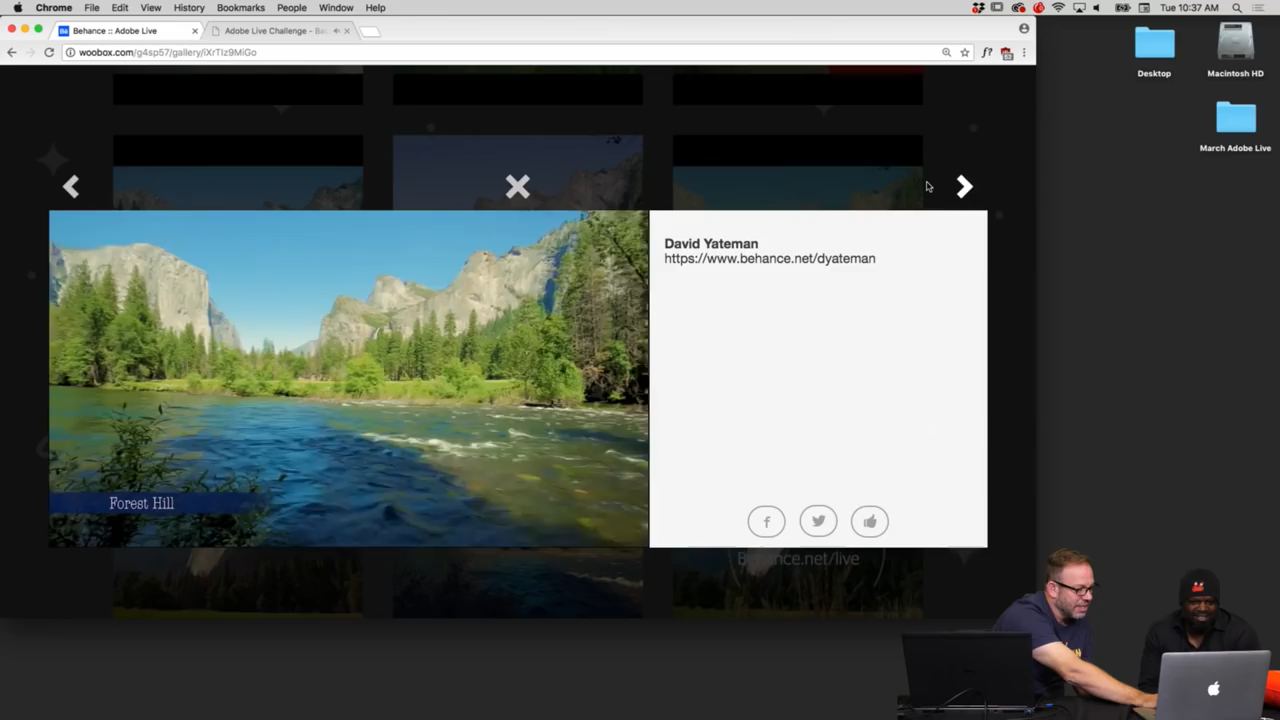 Chrome File Edit View History Bookmarks People Window Help
Tue 10:37 AM
Behance :: Adobe Live
Adobe Live Challenge - Ba
woobox.com/g4sp57/gallery/iXrTIz9MiGo
f?
Desktop
Macintosh HD
March Adobe Live
David Yateman
https://www.behance.net/dyateman
Forest Hill
Behance.net/live